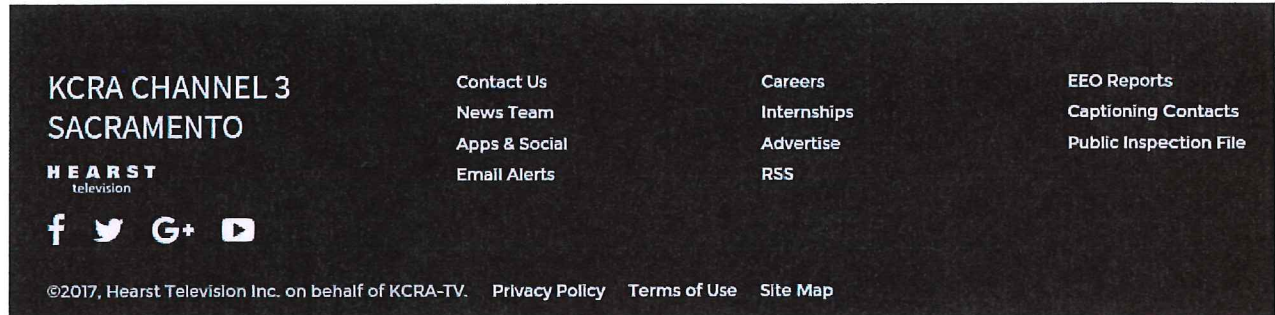 KCRA CHANNEL 3
SACRAMENTO
HEARST
television
f G+
Contact Us
News Team
Apps & Social
Email Alerts
Careers
Internships
Advertise
RSS
EEO Reports
Captioning Contacts
Public Inspection File
©2017, Hearst Television Inc. on behalf of KCRA-TV. Privacy Policy Terms of Use Site Map